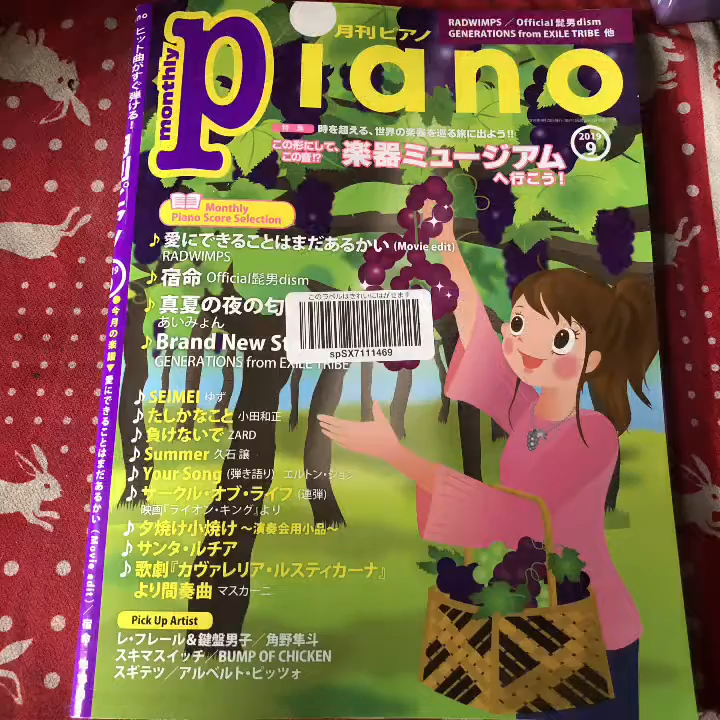 monthly
piano
月刊ピアノ
RADWIMPS／Official髭男dism
GENERATIONS from EXILE TRIBE 他
特集 時を超える、世界の楽器を巡る旅に出よう!!
この形にして、
この音!?
楽器ミュージアム
へ行こう！
2019
9
Monthly
Piano Score Selection
♪愛にできることはまだあるかい (Movie edit)
RADWIMPS
♪宿命 Official髭男dism
♪真夏の夜の匂
あいみょん
♪Brand New St
GENERATIONS from EXILE TRIBE
このラベルはきれいにはがせます
spSX7111469
♪SEIMEI ゆず
♪たしかなこと 小田和正
♪負けないで ZARD
♪Summer 久石 譲
♪Your Song (弾き語り) エルトン・ジョン
♪サークル・オブ・ライフ (連弾)
映画『ライオン・キング』より
♪夕焼け小焼け ～演奏会用小品～
♪サンタ・ルチア
♪歌劇『カヴァレリア・ルスティカーナ』
より間奏曲 マスカーニ
Pick Up Artist
レ・フレール＆鍵盤男子／角野隼斗
スキマスイッチ／BUMP OF CHICKEN
スギテツ／アルベルト・ピッツォ
ヒット曲がすぐ弾ける！
●今月の楽譜▼愛にできることはまだあるかい (Movie edit)／宿命